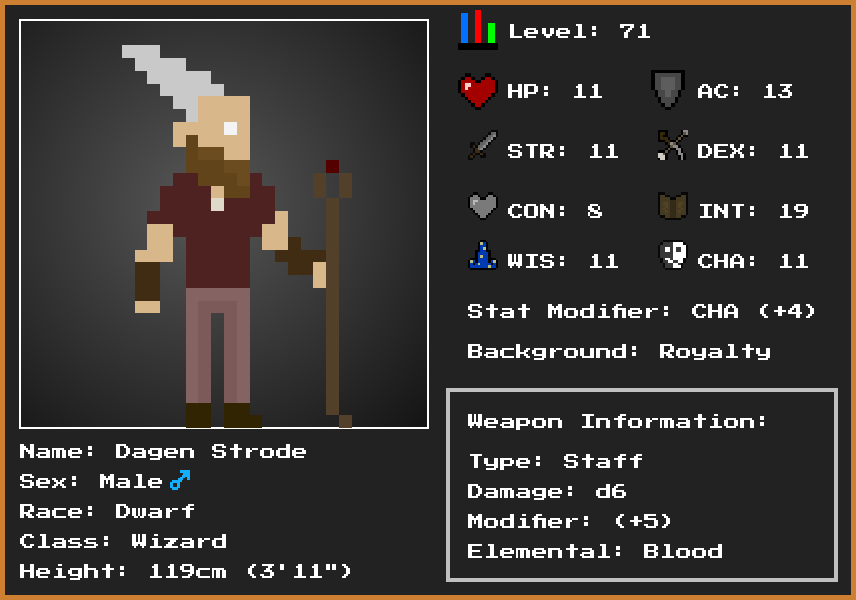 Level: 71
HP: 11 AC: 13
STR: 11 DEX: 11
CON: 8 INT: 19
WIS: 11 CHA: 11
Stat Modifier: CHA (+4)
Background: Royalty
Weapon Information:
Type: Staff
Damage: d6
Modifier: (+5)
Elemental: Blood
Name: Dagen Strode
Sex: Male ♂
Race: Dwarf
Class: Wizard
Height: 119cm (3'11")